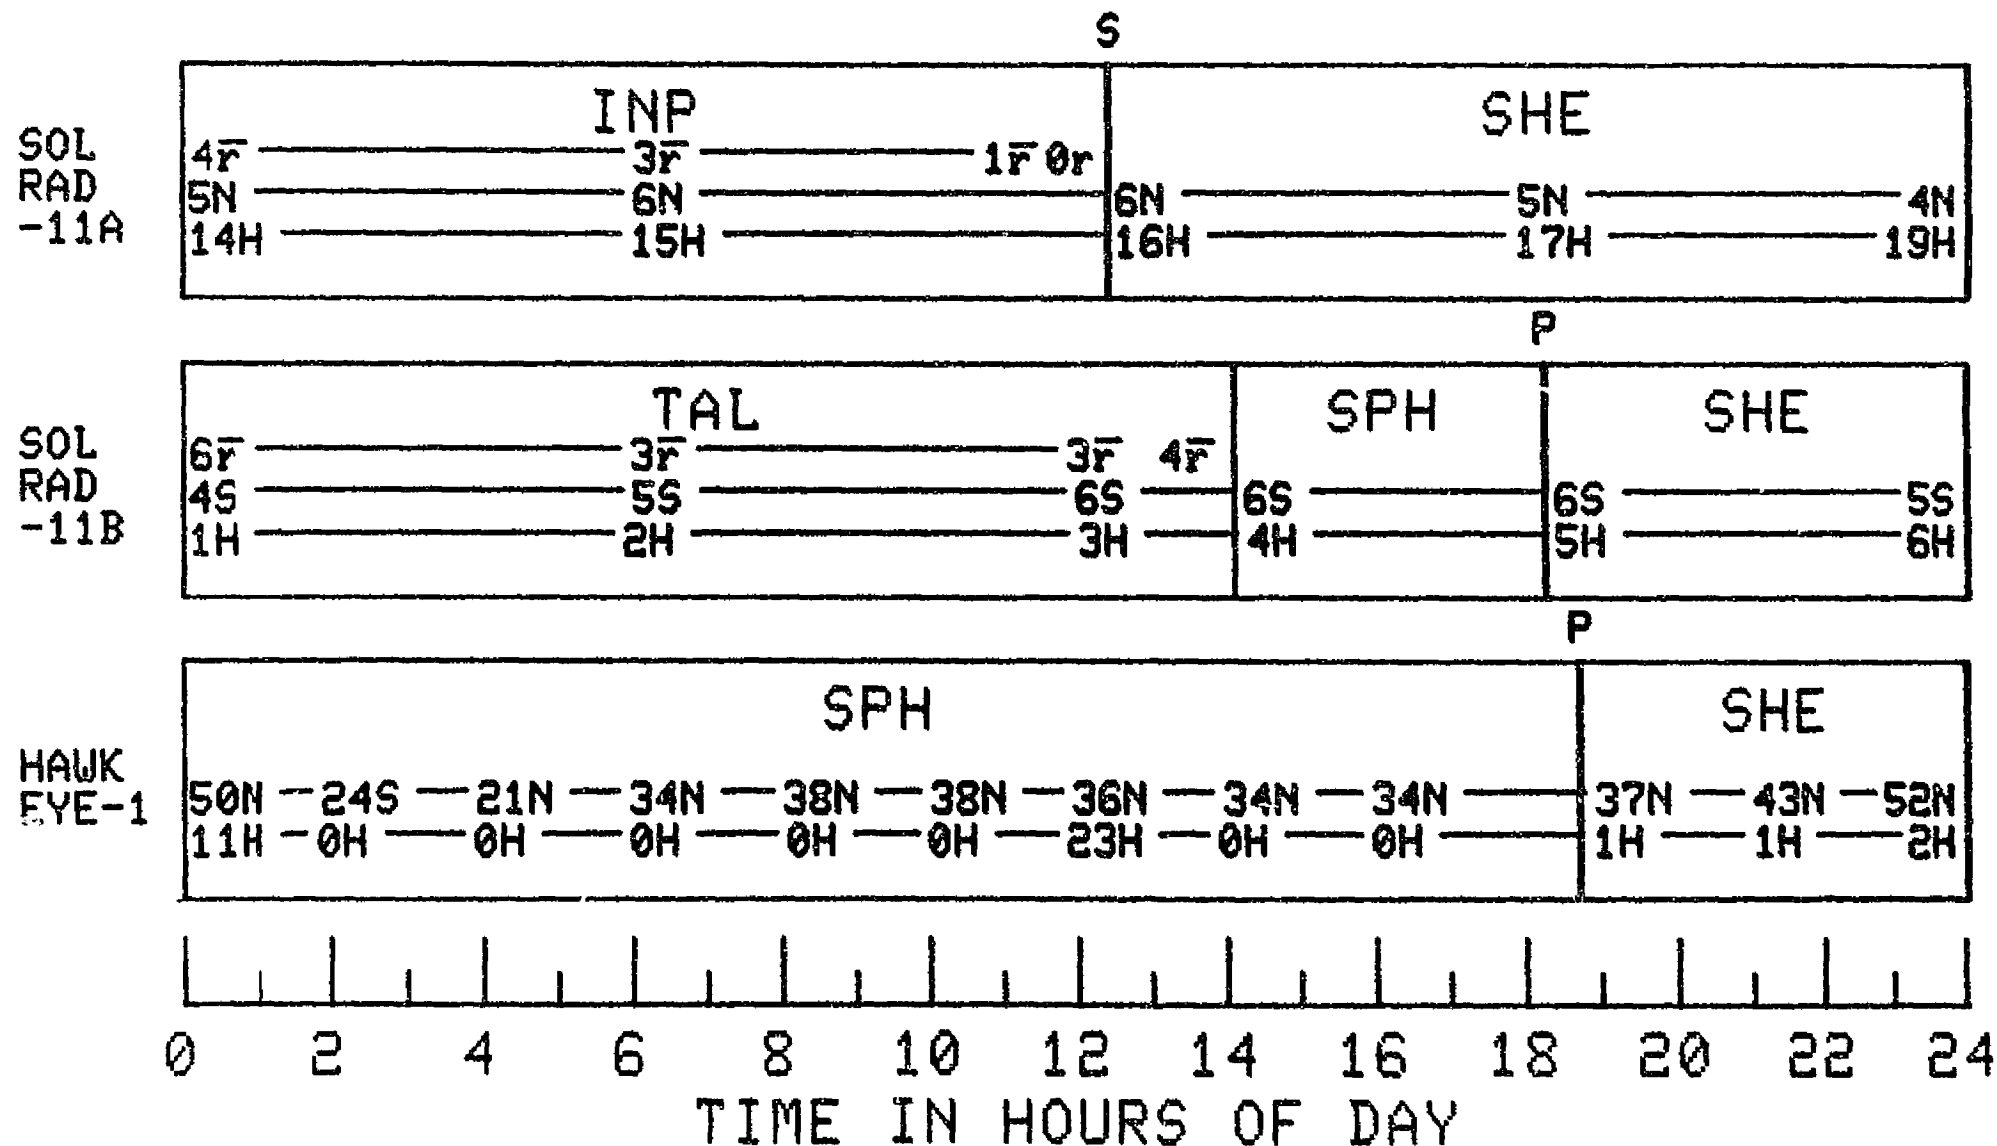 S
INP SHE
SOL
RAD
-11A
4r̅ 3r̅ 1r̅ 0r
5N 6N 6N 5N 4N
14H 15H 16H 17H 19H
P
TAL SPH SHE
SOL
RAD
-11B
6r̅ 3r̅ 3r̅ 4r̅
4S 5S 6S 6S 6S 5S
1H 2H 3H 4H 5H 6H
P
SPH SHE
HAWK
EYE-1
50N 24S 21N 34N 38N 38N 36N 34N 34N 37N 43N 52N
11H 0H 0H 0H 0H 0H 23H 0H 0H 1H 1H 2H
0 2 4 6 8 10 12 14 16 18 20 22 24
TIME IN HOURS OF DAY